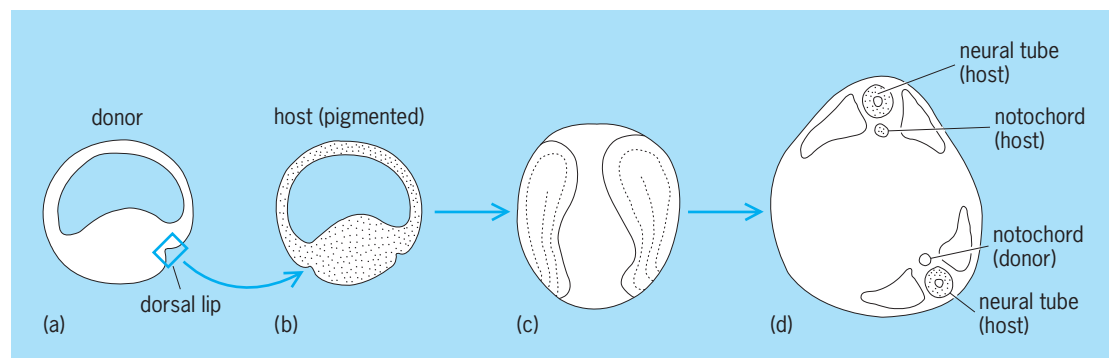 donor
dorsal lip
(a)
host (pigmented)
(b)
(c)
neural tube
(host)
notochord
(host)
notochord
(donor)
neural tube
(host)
(d)